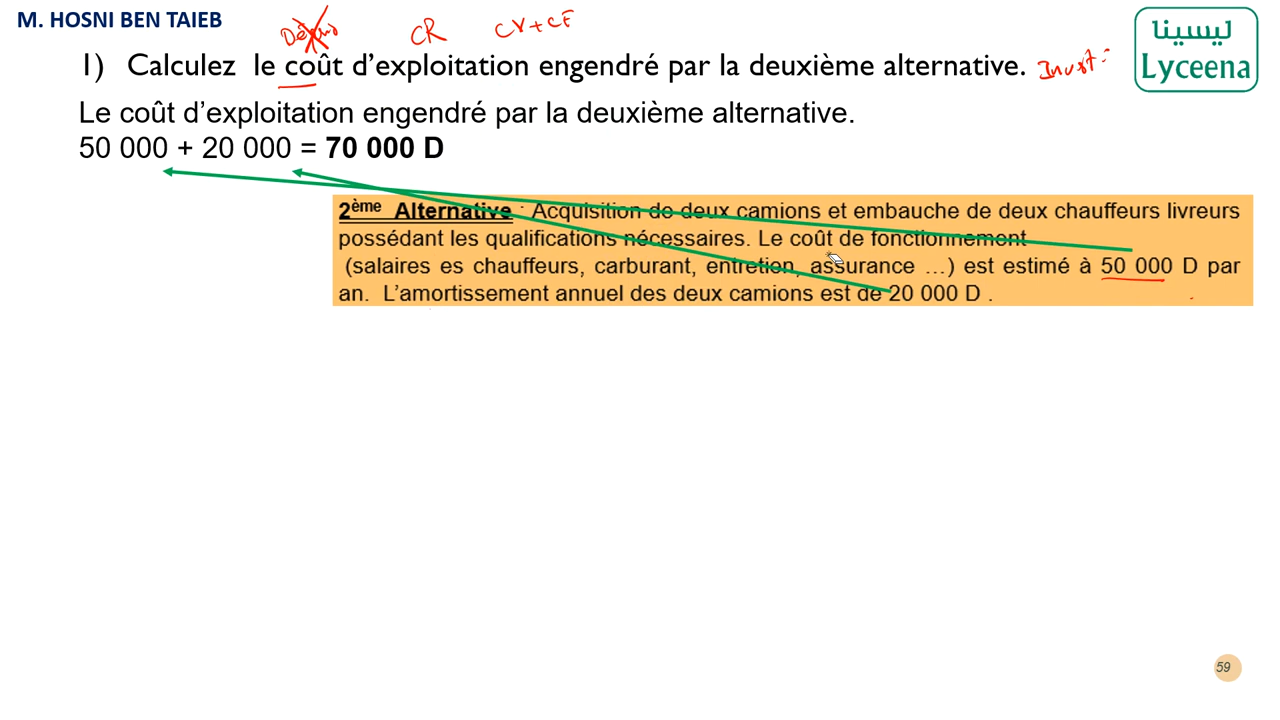 M. HOSNI BEN TAIEB
CR CV + CF
ليسينا
Lyceena
1) Calculez le coût d'exploitation engendré par la deuxième alternative.
Le coût d'exploitation engendré par la deuxième alternative.
50 000 + 20 000 = 70 000 D
2ème Alternative : Acquisition de deux camions et embauche de deux chauffeurs livreurs
possédant les qualifications nécessaires. Le coût de fonctionnement
(salaires es chauffeurs, carburant, entretien, assurance …) est estimé à 50 000 D par
an. L'amortissement annuel des deux camions est de 20 000 D .
59